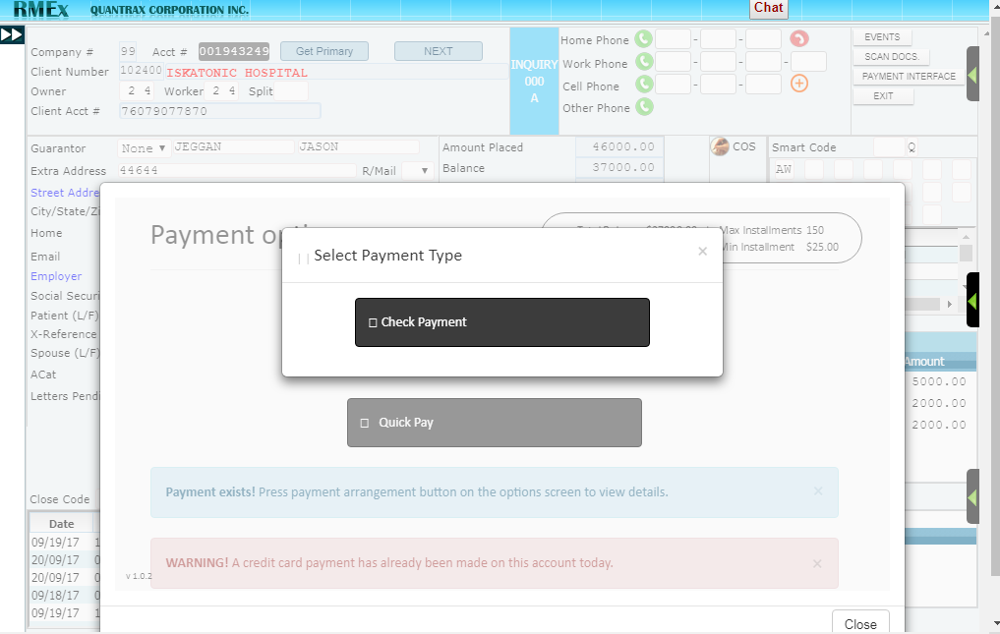 RMEx QUANTRAX CORPORATION INC. Chat
Company # 99 Acct # 001943249 Get Primary NEXT
Client Number 102400 ISKATONIC HOSPITAL
Owner 2 4 Worker 2 4 Split
Client Acct # 76079077870
INQUIRY
000
A
Home Phone - -
Work Phone - - -
Cell Phone - -
Other Phone
EVENTS
SCAN DOCS.
PAYMENT INTERFACE
EXIT
Guarantor None JEGGAN JASON
Extra Address 44644 R/Mail
Street Addre
City/State/Zi
Home
Email
Employer
Social Securi
Patient (L/F)
X-Reference
Spouse (L/F)
ACat
Letters Pendi
Amount Placed 46000.00
Balance 37000.00
COS
Smart Code Q
AW
Payment op
Max Installments 150
Min Installment $25.00
Select Payment Type ×
Check Payment
Quick Pay
Payment exists! Press payment arrangement button on the options screen to view details. ×
WARNING! A credit card payment has already been made on this account today. ×
v 1.0.2
Close
Amount
5000.00
2000.00
2000.00
Close Code
Date
09/19/17 1
20/09/17 0
20/09/17 0
09/18/17 0
09/19/17 1